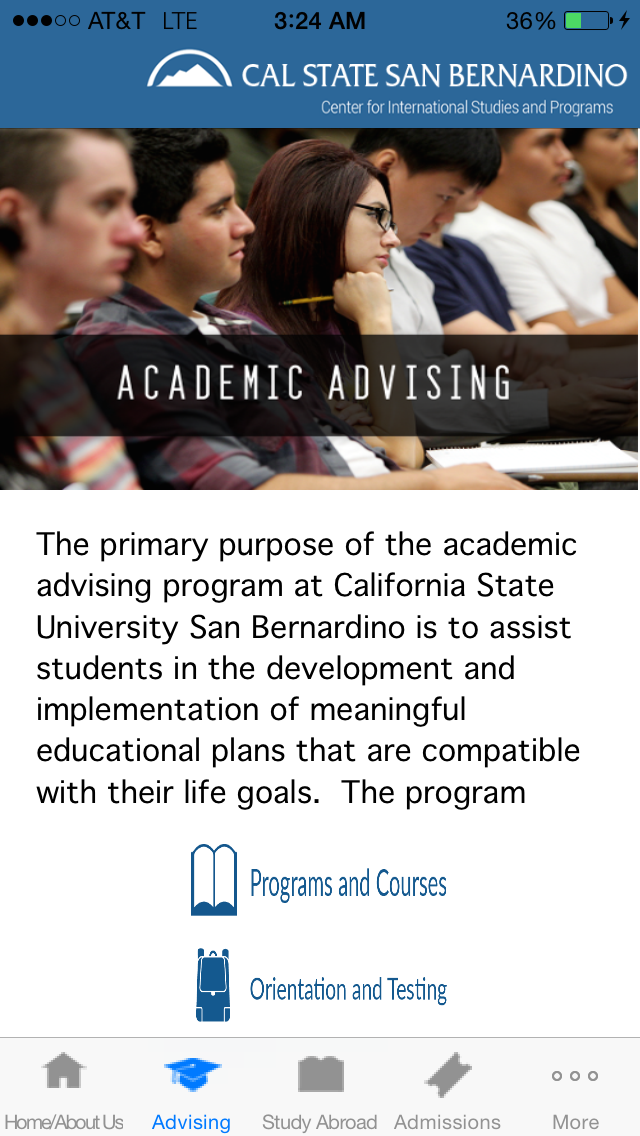 AT&T LTE 3:24 AM 36%
CAL STATE SAN BERNARDINO
Center for International Studies and Programs
ACADEMIC ADVISING
The primary purpose of the academic
advising program at California State
University San Bernardino is to assist
students in the development and
implementation of meaningful
educational plans that are compatible
with their life goals.  The program
Programs and Courses
Orientation and Testing
Home/About Us Advising Study Abroad Admissions More